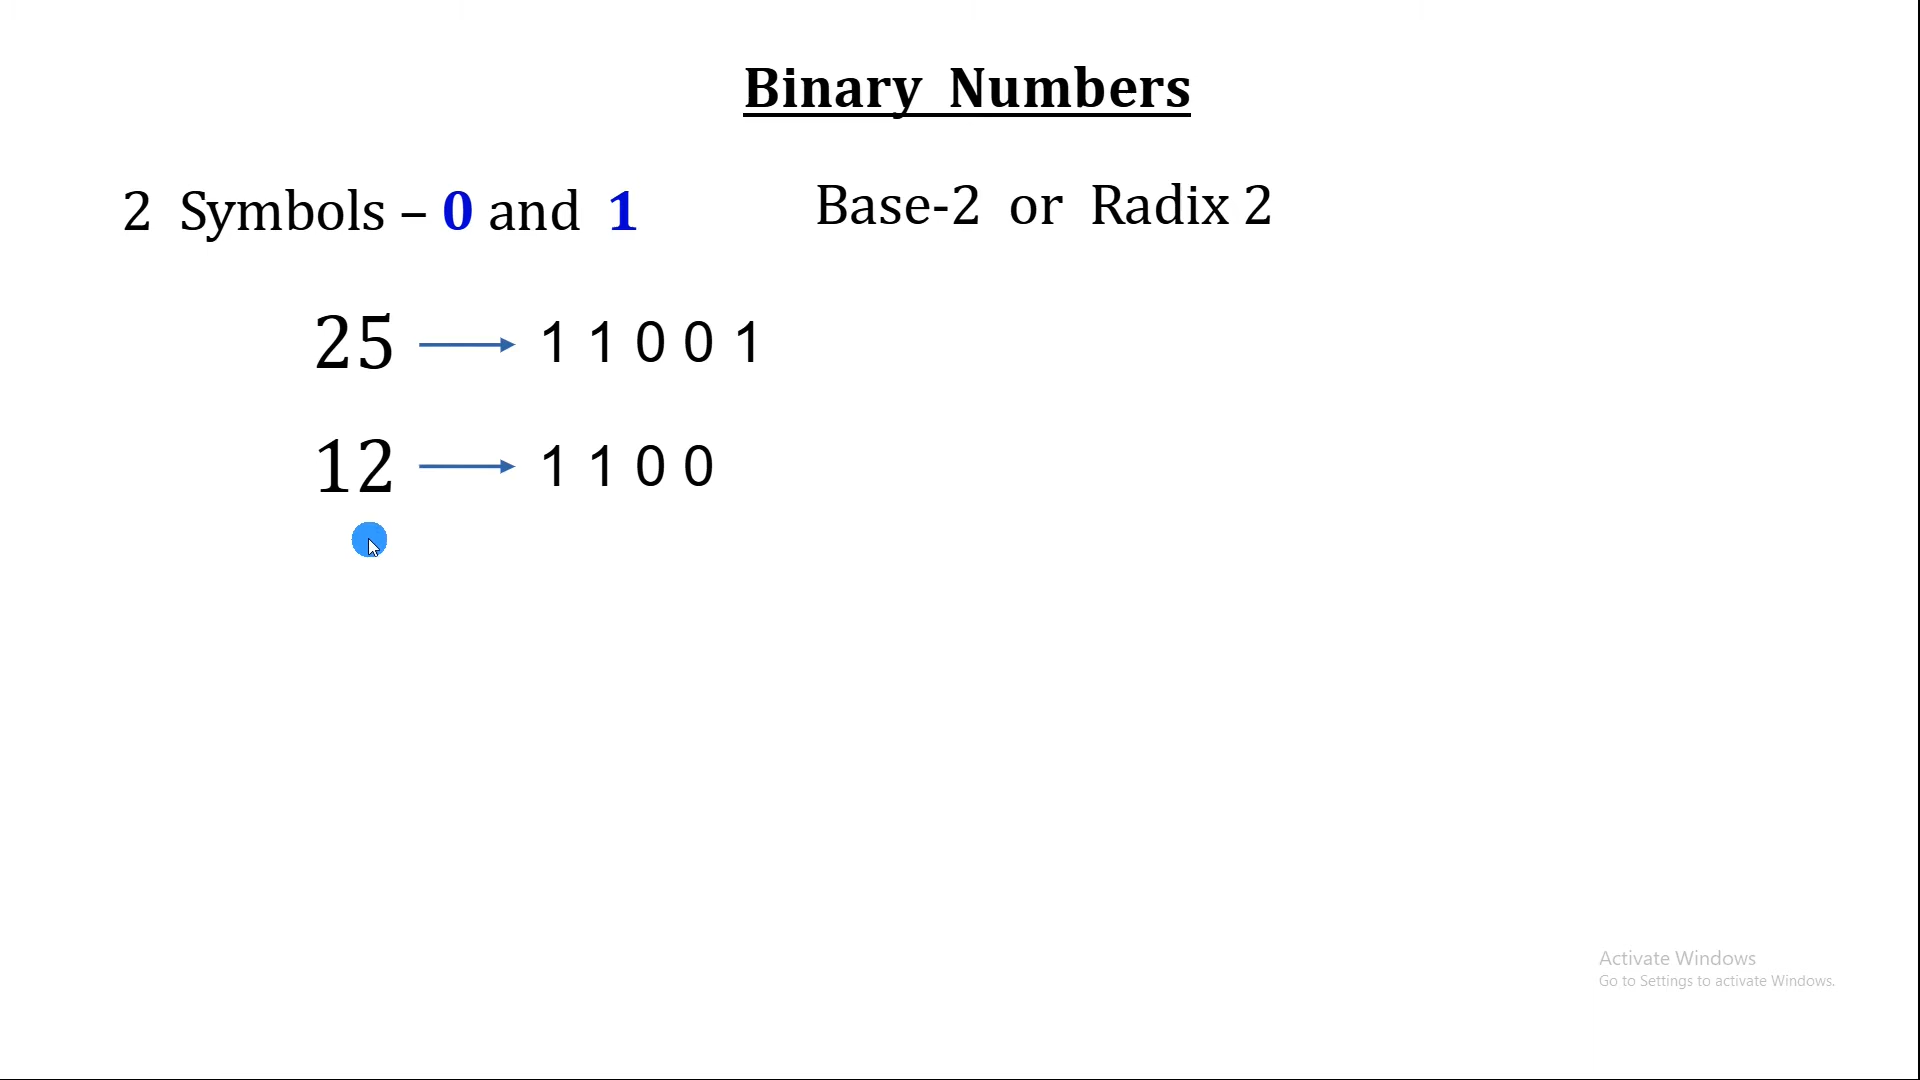 Binary Numbers
2 Symbols – 0 and 1
Base-2 or Radix 2
25 → 1 1 0 0 1
12 → 1 1 0 0
Activate Windows
Go to Settings to activate Windows.